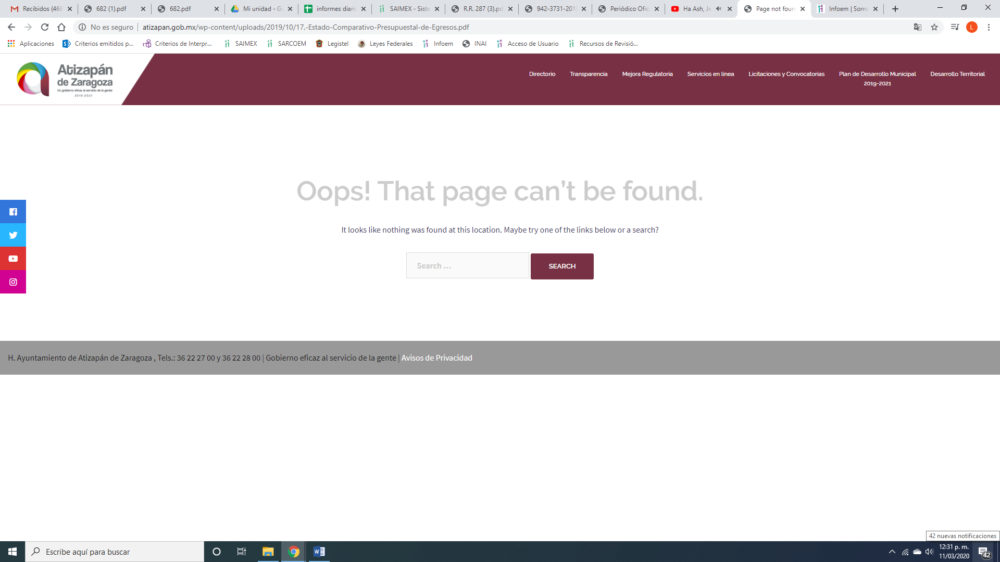 Recibidos (468
682 (1).pdf
682.pdf
Mi unidad - Go
informes diario
SAIMEX - Siste
R.R. 287 (3).pd
942-3731-2019
Periódico Ofici
Ha Ash, Je
Page not foun
Infoem | Somo
No es seguro | atizapan.gob.mx/wp-content/uploads/2019/10/17,-Estado-Comparativo-Presupuestal-de-Egresos.pdf
L
Aplicaciones
Criterios emitidos p...
Criterios de Interpr...
SAIMEX
SARCOEM
Legistel
Leyes Federales
Infoem
INAI
Acceso de Usuario
Recursos de Revisió...
Atizapán
de Zaragoza
Un gobierno eficaz al servicio de la gente
2019-2021
Directorio
Transparencia
Mejora Regulatoria
Servicios en línea
Licitaciones y Convocatorias
Plan de Desarrollo Municipal
2019-2021
Desarrollo Territorial
Oops! That page can’t be found.
It looks like nothing was found at this location. Maybe try one of the links below or a search?
Search …
SEARCH
H. Ayuntamiento de Atizapán de Zaragoza , Tels.: 36 22 27 00 y 36 22 28 00 | Gobierno eficaz al servicio de la gente | Avisos de Privacidad
42 nuevas notificaciones
Escribe aquí para buscar
12:31 p. m.
11/03/2020
42